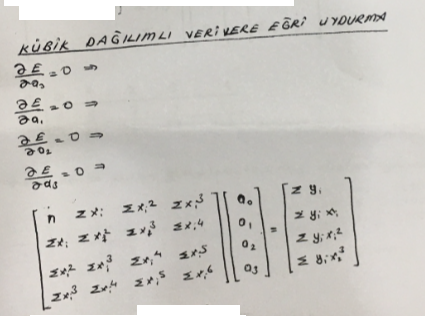 KÜBİK DAĞILIMLI VERİLERE EĞRİ UYDURMA
∂E/∂a₀ = 0 ⇒
∂E/∂a₁ = 0 ⇒
∂E/∂a₂ = 0 ⇒
∂E/∂a₃ = 0 ⇒
[ n Σxᵢ Σxᵢ² Σxᵢ³ ] [ a₀ ] = [ Σyᵢ ]
[ Σxᵢ Σxᵢ² Σxᵢ³ Σxᵢ⁴ ] [ a₁ ] [ Σyᵢxᵢ ]
[ Σxᵢ² Σxᵢ³ Σxᵢ⁴ Σxᵢ⁵ ] [ a₂ ] [ Σyᵢxᵢ² ]
[ Σxᵢ³ Σxᵢ⁴ Σxᵢ⁵ Σxᵢ⁶ ] [ a₃ ] [ Σyᵢxᵢ³ ]